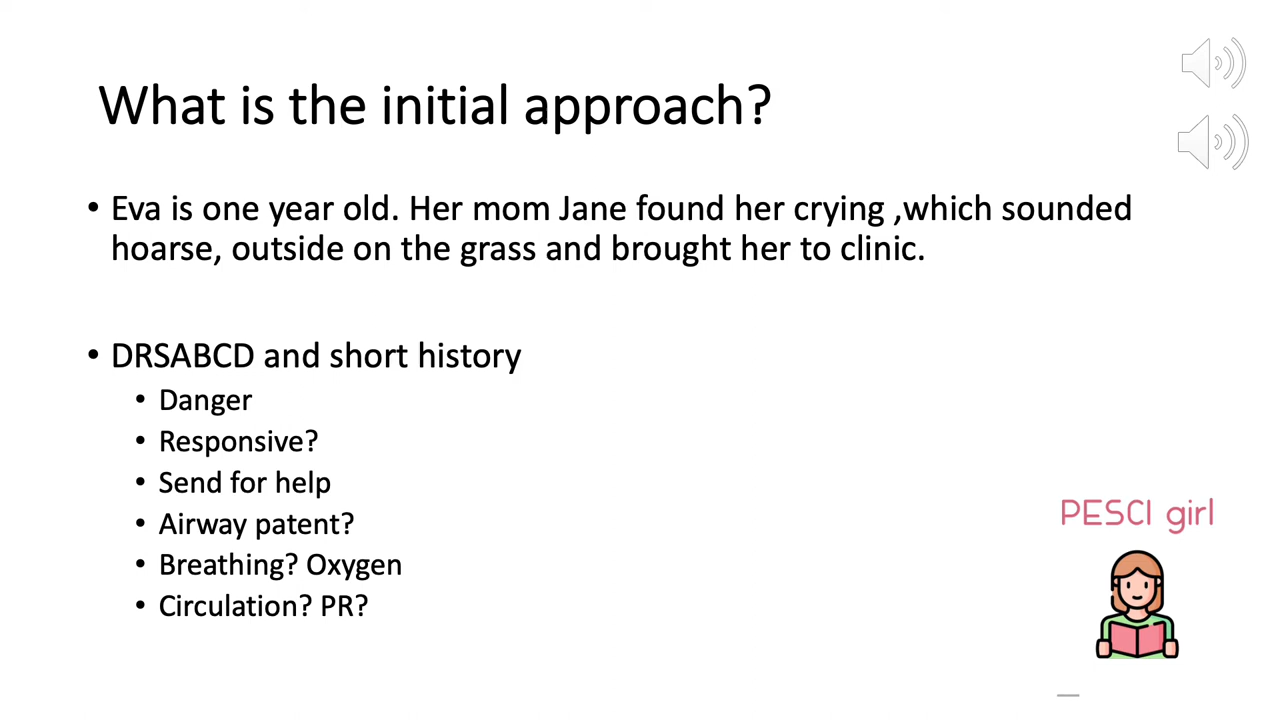 What is the initial approach?
• Eva is one year old. Her mom Jane found her crying ,which sounded
hoarse, outside on the grass and brought her to clinic.
• DRSABCD and short history
• Danger
• Responsive?
• Send for help
• Airway patent?
• Breathing? Oxygen
• Circulation? PR?
PESCI girl